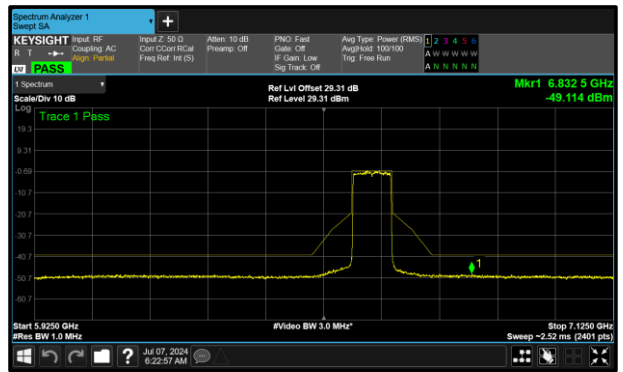 Spectrum Analyzer 1
Swept SA
+
KEYSIGHT Input: RF Input Z: 50 Ω Atten: 10 dB PNO: Fast Avg Type: Power (RMS) 1 2 3 4 5 6
R T Coupling: AC Corr CCorr RCal Preamp: Off Gate: Off Avg|Hold: 100/100 A W W W W W
Align: Partial Freq Ref: Int (S) IF Gain: Low Trig: Free Run
LXI PASS Sig Track: Off A N N N N N
1 Spectrum Ref Lvl Offset 29.31 dB Mkr1 6.832 5 GHz
Scale/Div 10 dB Ref Level 29.31 dBm -49.114 dBm
Log
Trace 1 Pass
19.3
9.31
-0.69
-10.7
-20.7
-30.7
-40.7
1
-50.7
-60.7
Start 5.9250 GHz #Video BW 3.0 MHz* Stop 7.1250 GHz
#Res BW 1.0 MHz Sweep ~2.52 ms (2401 pts)
? Jul 07, 2024
6:22:57 AM